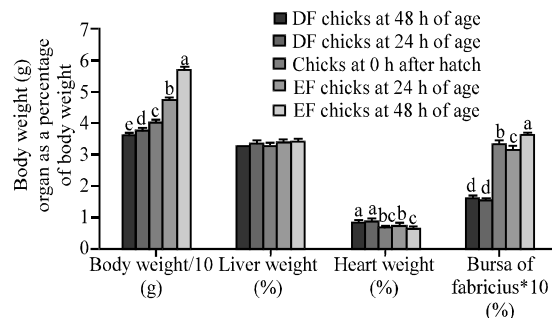 DF chicks at 48 h of age
DF chicks at 24 h of age
Chicks at 0 h after hatch
EF chicks at 24 h of age
EF chicks at 48 h of age
Body weight (g)
organ as a percentage
of body weight
7
6
5
4
3
2
1
0
e d c b a
a a bc b c
d d b c a
Body weight/10
(g)
Liver weight
(%)
Heart weight
(%)
Bursa of
fabricius*10
(%)